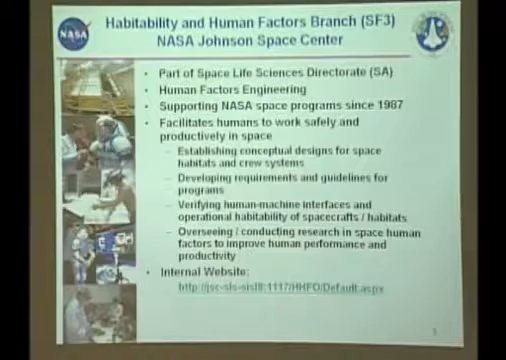 Habitability and Human Factors Branch (SF3)
NASA Johnson Space Center
NASA
• Part of Space Life Sciences Directorate (SA)
• Human Factors Engineering
• Supporting NASA space programs since 1987
• Facilitates humans to work safely and
productively in space
– Establishing conceptual designs for space
habitats and crew systems
– Developing requirements and guidelines for
programs
– Verifying human-machine interfaces and
operational habitability of spacecrafts / habitats
– Overseeing / conducting research in space human
factors to improve human performance and
productivity
• Internal Website: